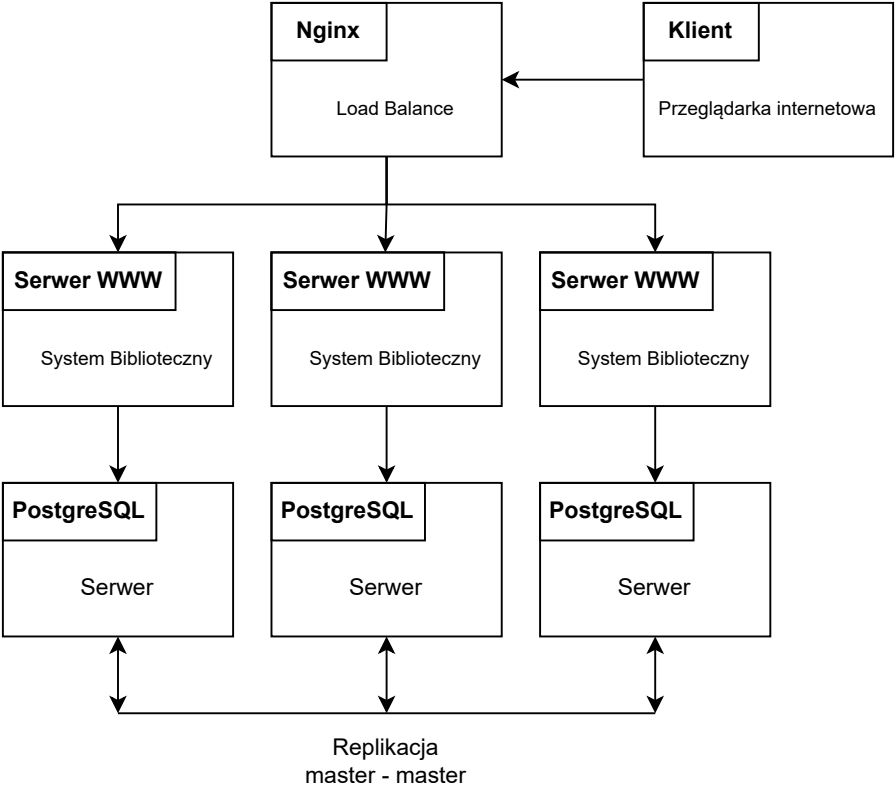 Nginx
Load Balance
Klient
Przeglądarka internetowa
Serwer WWW
System Biblioteczny
Serwer WWW
System Biblioteczny
Serwer WWW
System Biblioteczny
PostgreSQL
Serwer
PostgreSQL
Serwer
PostgreSQL
Serwer
Replikacja
master - master